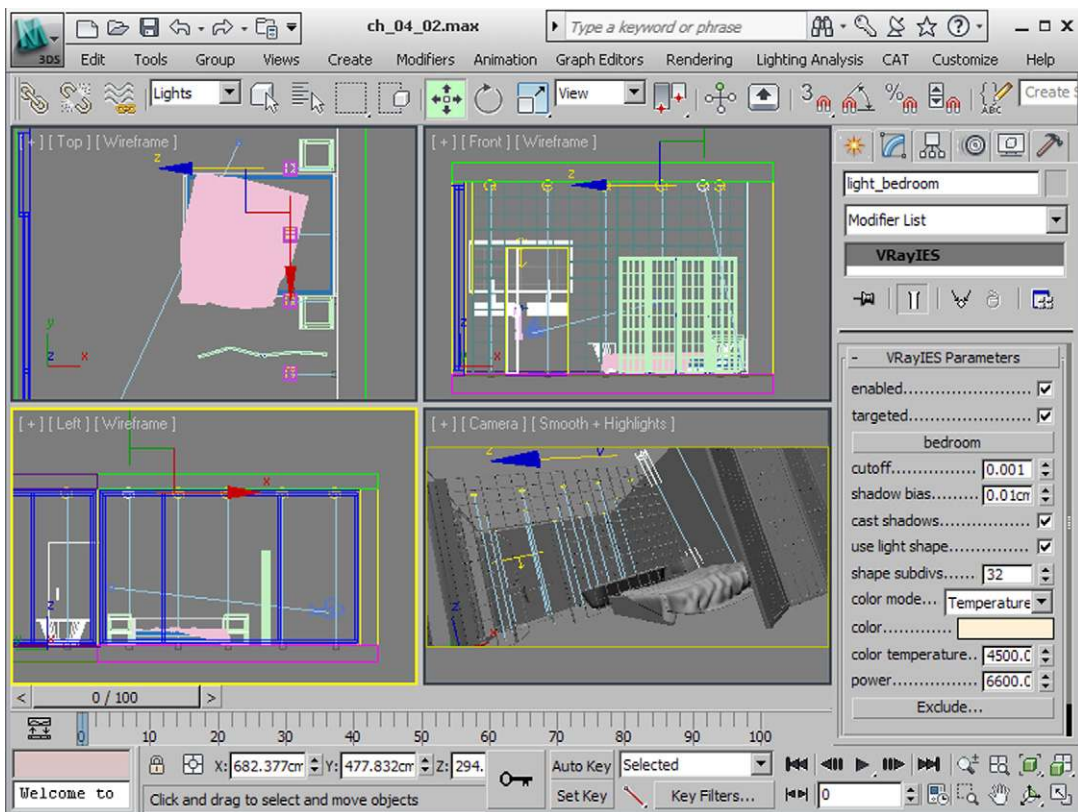 ch_04_02.max
Type a keyword or phrase
3DS
Edit Tools Group Views Create Modifiers Animation Graph Editors Rendering Lighting Analysis CAT Customize Help
Lights
View
3
%
ABC
Create S
[ + ] [ Top ] [ Wireframe ]
[ + ] [ Front ] [ Wireframe ]
light_bedroom
Modifier List
VRayIES
- VRayIES Parameters
enabled
targeted
bedroom
cutoff 0.001
shadow bias 0.01cm
cast shadows
use light shape
shape subdivs 32
color mode... Temperature
color
color temperature.. 4500.0
power 6600.0
Exclude...
z
y
z x
z
z x
[ + ] [ Left ] [ Wireframe ]
[ + ] [ Camera ] [ Smooth + Highlights ]
x
z
z
y
z
x
< 0 / 100 >
0 10 20 30 40 50 60 70 80 90 100
X: 682.377cm Y: 477.832cm Z: 294.
Auto Key Selected
Welcome to
Click and drag to select and move objects
Set Key Key Filters...
0